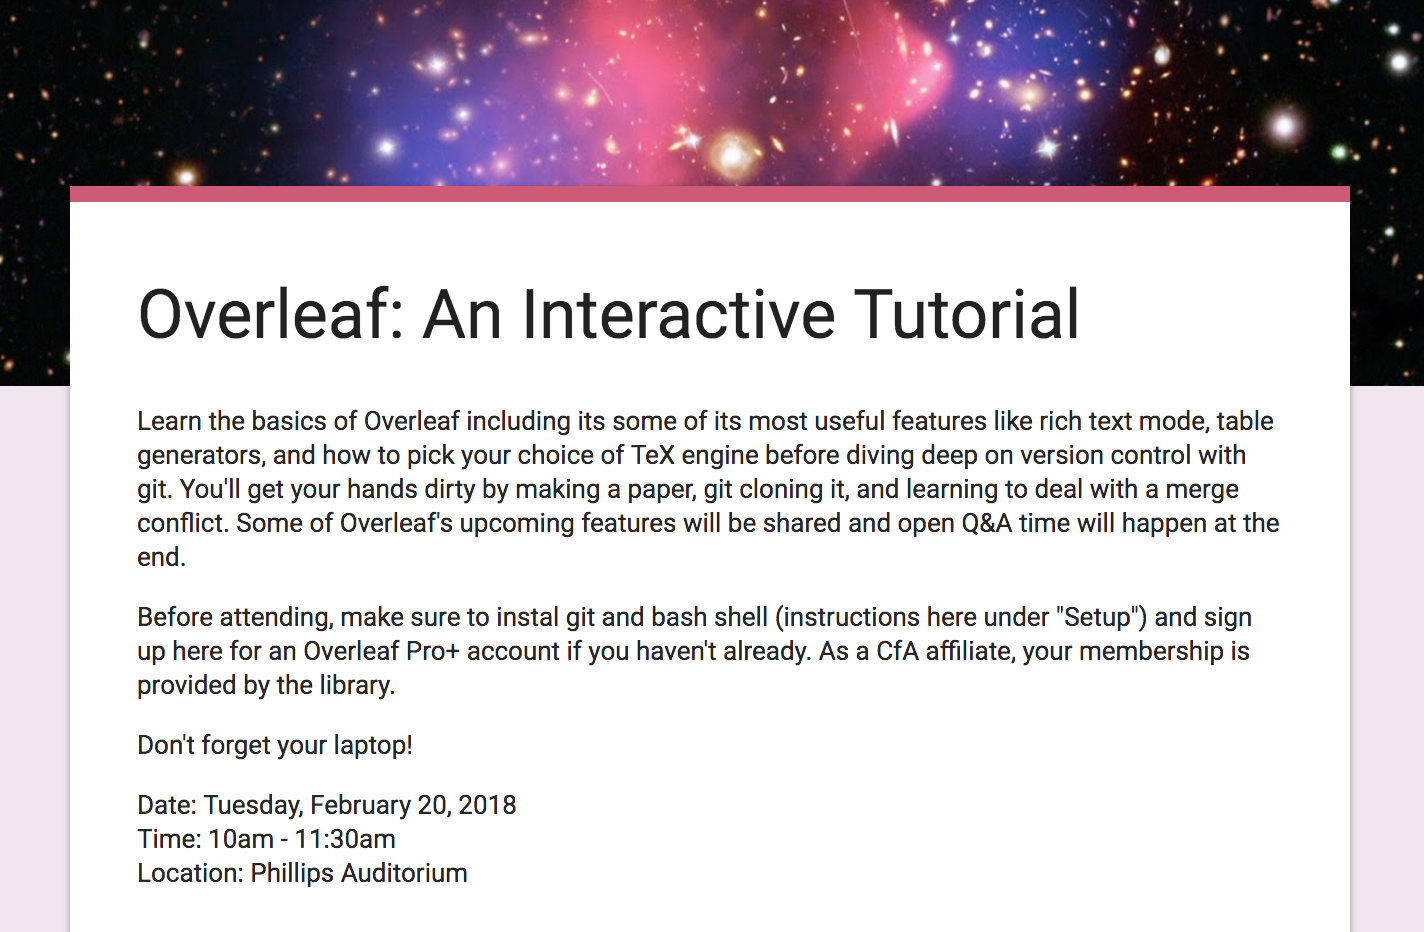 Overleaf: An Interactive Tutorial
Learn the basics of Overleaf including its some of its most useful features like rich text mode, table
generators, and how to pick your choice of TeX engine before diving deep on version control with
git. You'll get your hands dirty by making a paper, git cloning it, and learning to deal with a merge
conflict. Some of Overleaf's upcoming features will be shared and open Q&A time will happen at the
end.
Before attending, make sure to instal git and bash shell (instructions here under "Setup") and sign
up here for an Overleaf Pro+ account if you haven't already. As a CfA affiliate, your membership is
provided by the library.
Don't forget your laptop!
Date: Tuesday, February 20, 2018
Time: 10am - 11:30am
Location: Phillips Auditorium